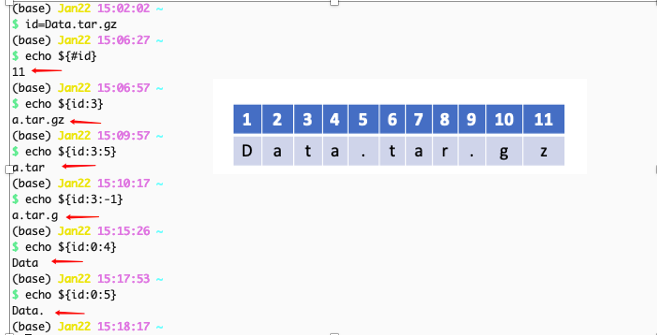 (base) Jan22 15:02:02 ~
$ id=Data.tar.gz
(base) Jan22 15:06:27 ~
$ echo ${#id}
11
(base) Jan22 15:06:57 ~
$ echo ${id:3}
a.tar.gz
(base) Jan22 15:09:57 ~
$ echo ${id:3:5}
a.tar
(base) Jan22 15:10:17 ~
$ echo ${id:3:-1}
a.tar.g
(base) Jan22 15:15:26 ~
$ echo ${id:0:4}
Data
(base) Jan22 15:17:53 ~
$ echo ${id:0:5}
Data.
(base) Jan22 15:18:17 ~
1 2 3 4 5 6 7 8 9 10 11
D a t a . t a r . g z